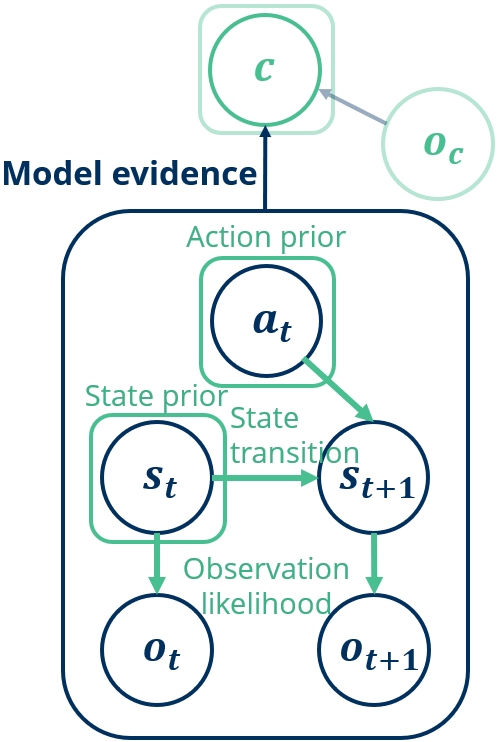 c
o_c
Model evidence
Action prior
a_t
State prior
State
transition
s_t
s_{t+1}
Observation
likelihood
o_t
o_{t+1}